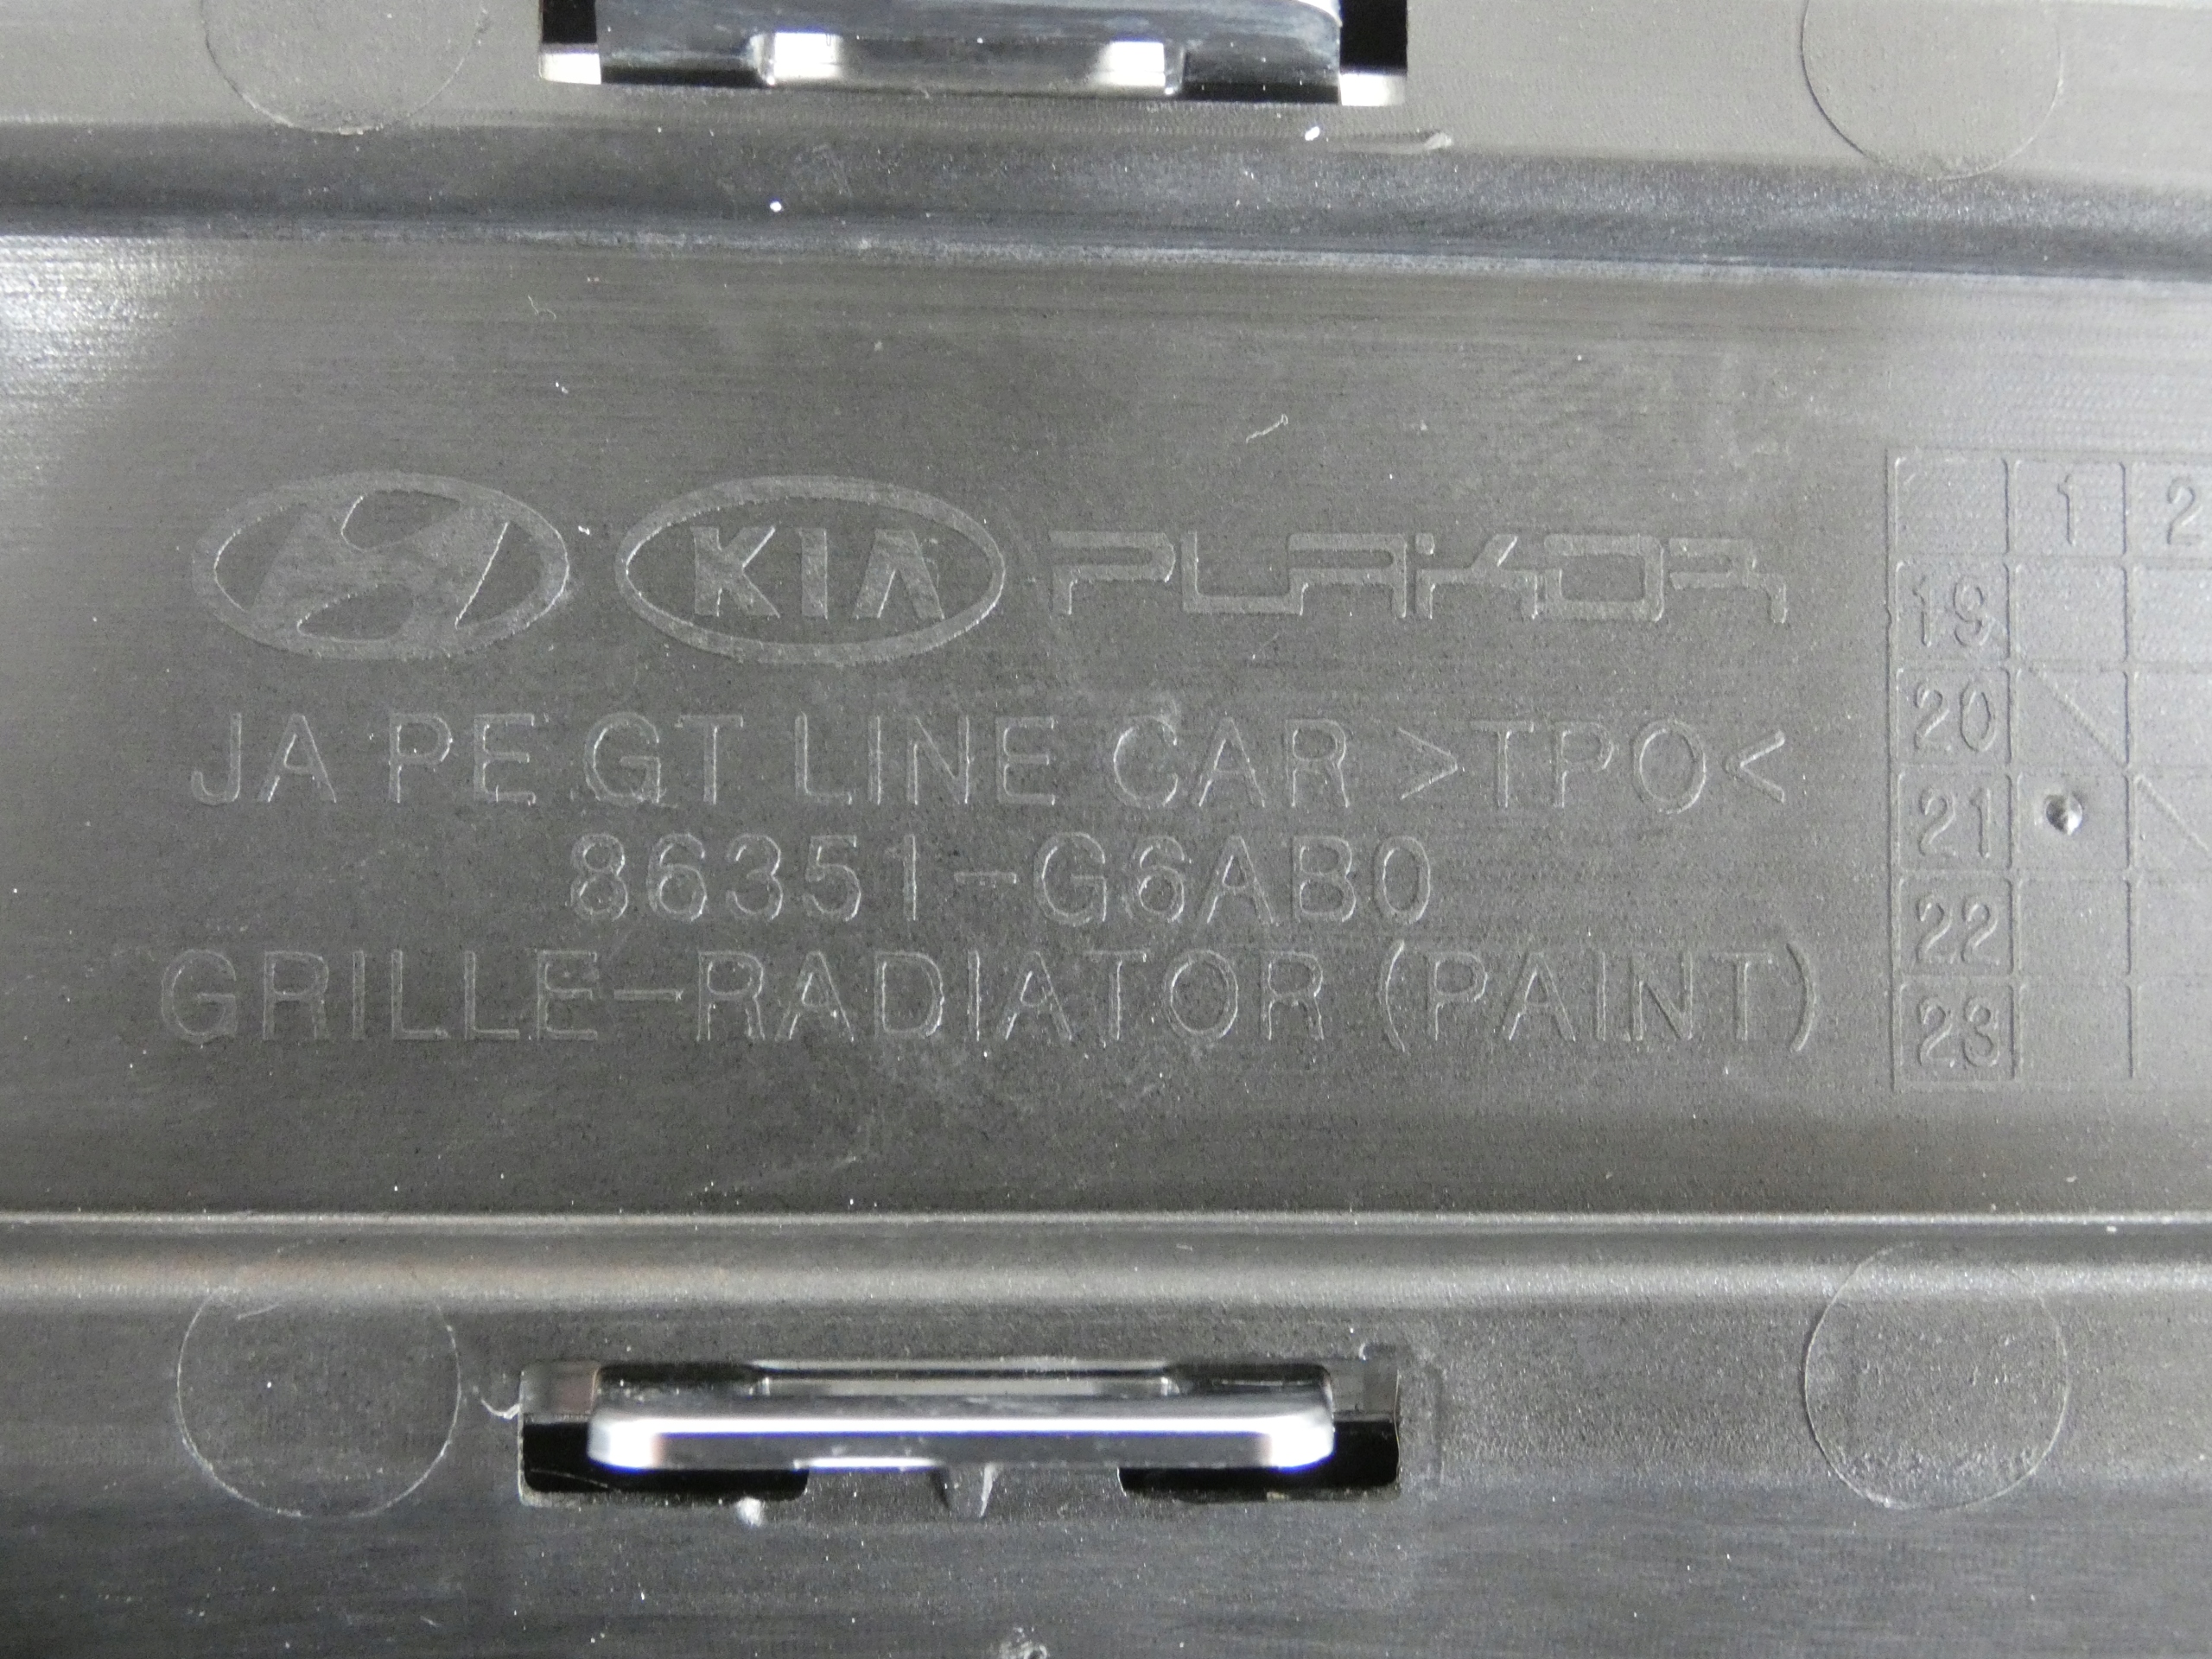 KIA PLAKOR
JA PE GT LINE CAR >TPO<
86351-G6AB0
GRILLE-RADIATOR (PAINT)
1 2
19
20
21
22
23